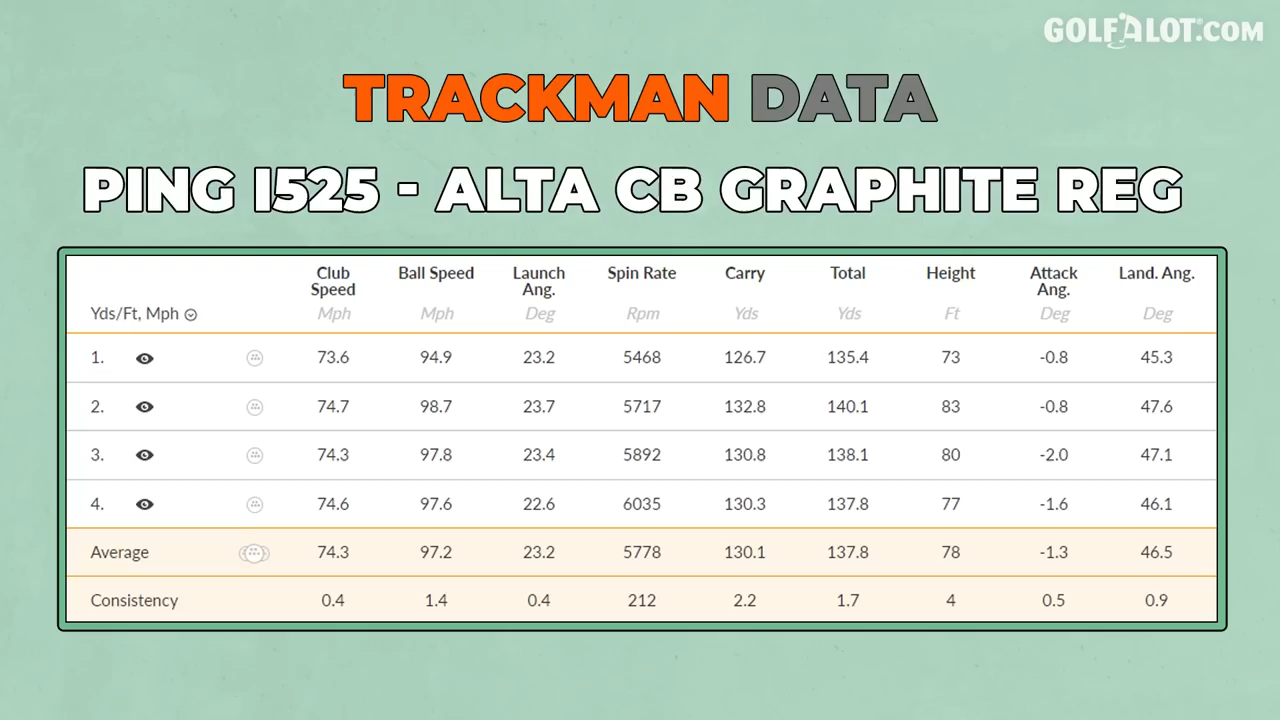 GOLFALOT.COM
TRACKMAN DATA
PING I525 - ALTA CB GRAPHITE REG
Club Speed Ball Speed Launch Ang. Spin Rate Carry Total Height Attack Ang. Land. Ang.
Yds/Ft, Mph Mph Mph Deg Rpm Yds Yds Ft Deg Deg
1. 73.6 94.9 23.2 5468 126.7 135.4 73 -0.8 45.3
2. 74.7 98.7 23.7 5717 132.8 140.1 83 -0.8 47.6
3. 74.3 97.8 23.4 5892 130.8 138.1 80 -2.0 47.1
4. 74.6 97.6 22.6 6035 130.3 137.8 77 -1.6 46.1
Average 74.3 97.2 23.2 5778 130.1 137.8 78 -1.3 46.5
Consistency 0.4 1.4 0.4 212 2.2 1.7 4 0.5 0.9